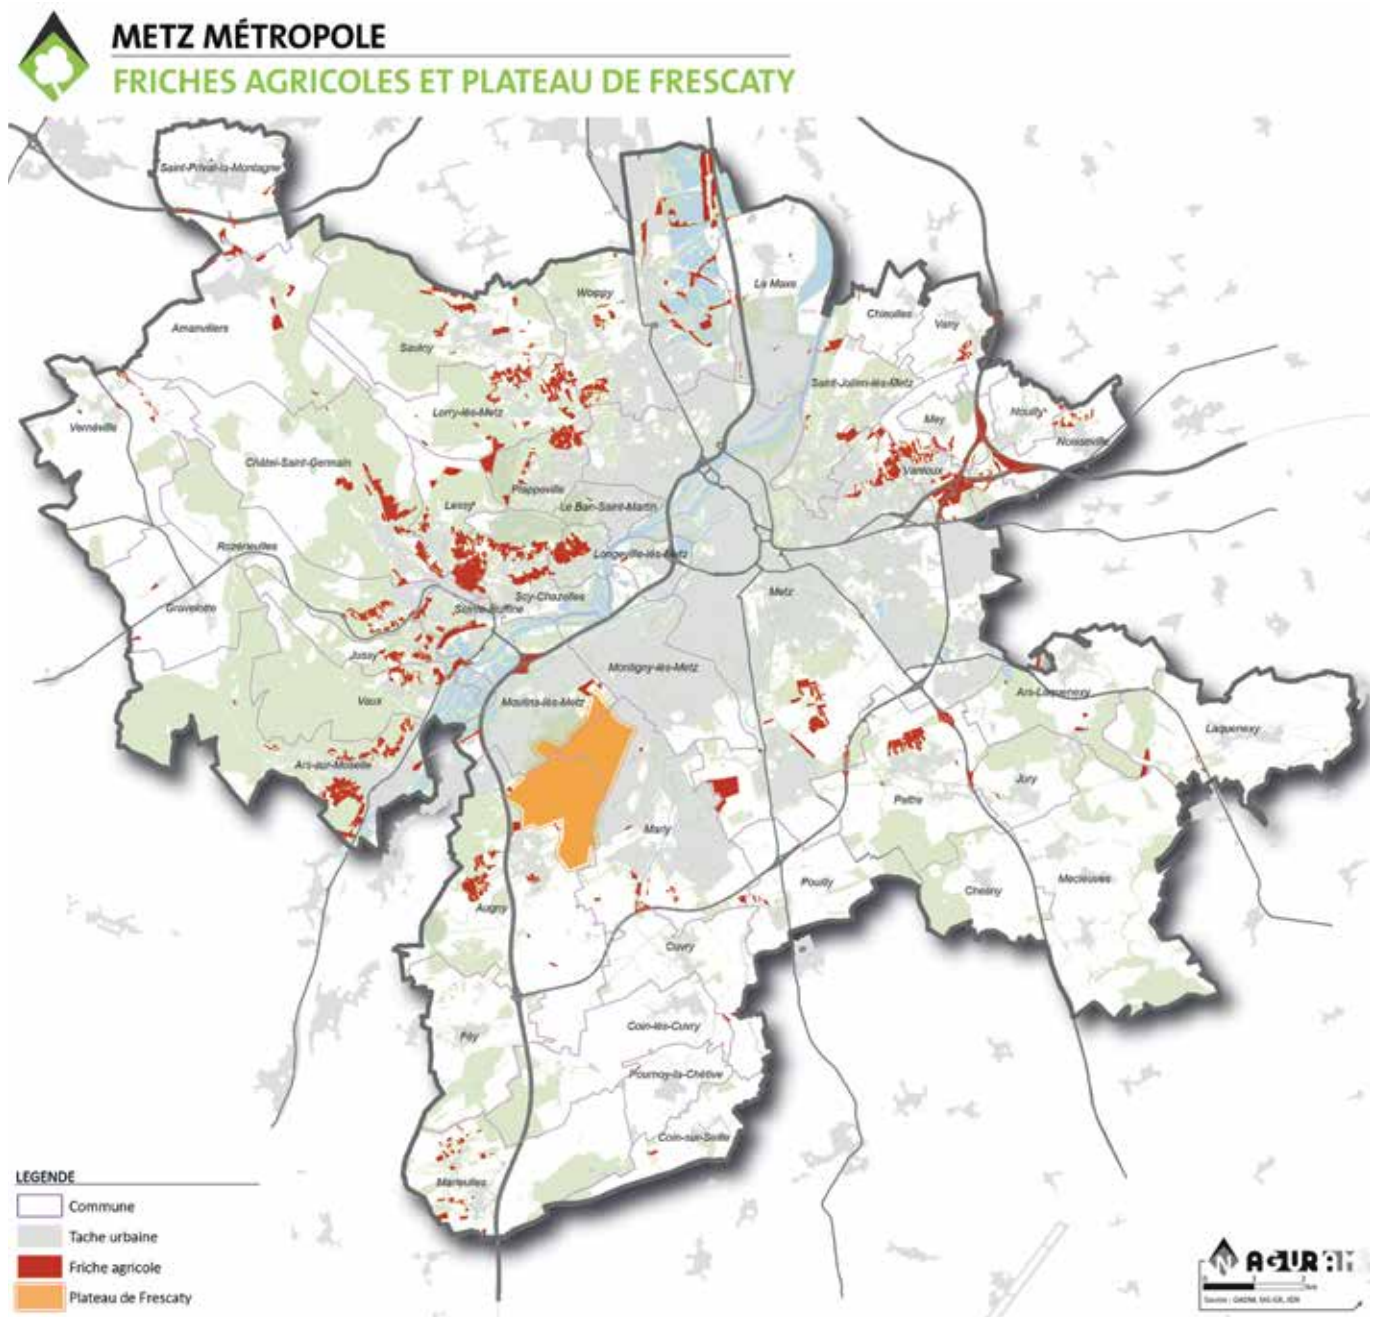 METZ MÉTROPOLE
FRICHES AGRICOLES ET PLATEAU DE FRESCATY
Saint-Privat-la-Montagne
La Maxe
Woippy
Chieulles
Vany
Amanvillers
Saulny
Saint-Julien-lès-Metz
Lorry-lès-Metz
Mey
Nouilly
Vernéville
Noisseville
Châtel-Saint-Germain
Vantoux
Plappeville
Lessy
Le Ban-Saint-Martin
Rozérieulles
Longeville-lès-Metz
Scy-Chazelles
Metz
Gravelotte
Sainte-Ruffine
Jussy
Montigny-lès-Metz
Ars-Laquenexy
Vaux
Moulins-lès-Metz
Laquenexy
Ars-sur-Moselle
Jury
Peltre
Marly
Mécleuves
Pouilly
Chesny
Augny
Cuvry
Coin-lès-Cuvry
Féy
Pournoy-la-Chétive
Coin-sur-Seille
Marieulles
LEGENDE
Commune
Tache urbaine
Friche agricole
Plateau de Frescaty
N
AGURAM